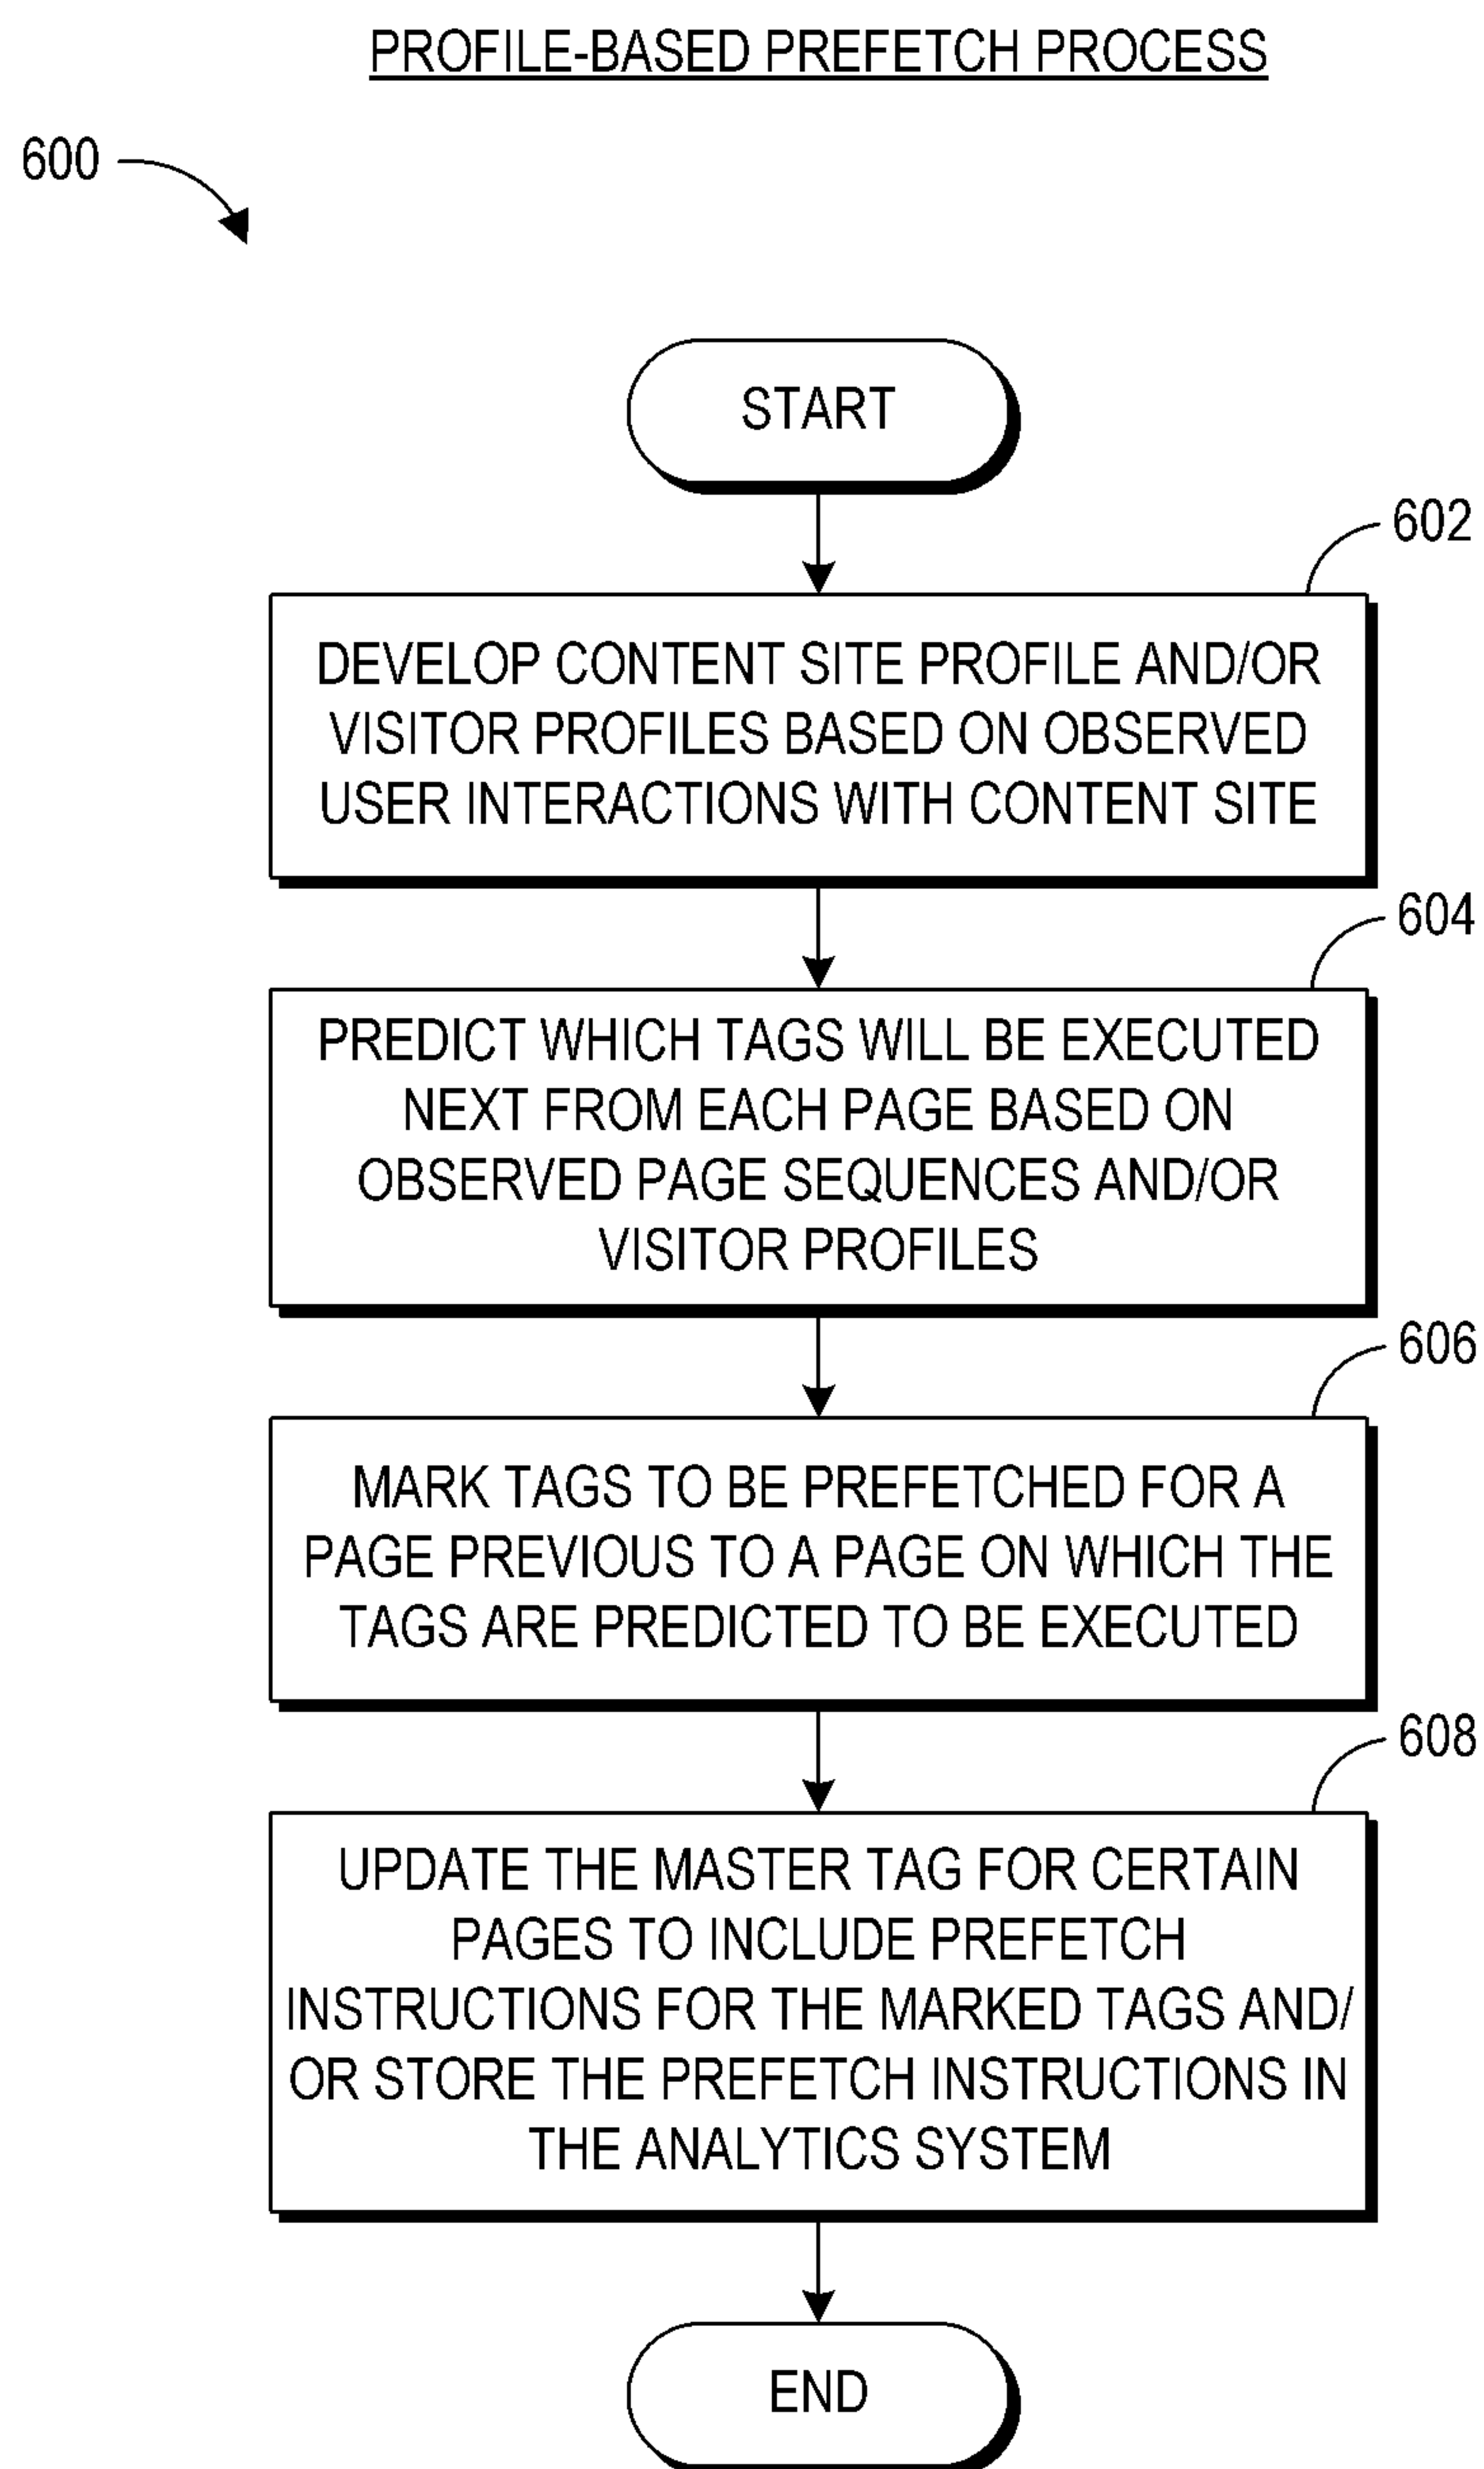 PROFILE-BASED PREFETCH PROCESS
600
START
602
DEVELOP CONTENT SITE PROFILE AND/OR
VISITOR PROFILES BASED ON OBSERVED
USER INTERACTIONS WITH CONTENT SITE
604
PREDICT WHICH TAGS WILL BE EXECUTED
NEXT FROM EACH PAGE BASED ON
OBSERVED PAGE SEQUENCES AND/OR
VISITOR PROFILES
606
MARK TAGS TO BE PREFETCHED FOR A
PAGE PREVIOUS TO A PAGE ON WHICH THE
TAGS ARE PREDICTED TO BE EXECUTED
608
UPDATE THE MASTER TAG FOR CERTAIN
PAGES TO INCLUDE PREFETCH
INSTRUCTIONS FOR THE MARKED TAGS AND/
OR STORE THE PREFETCH INSTRUCTIONS IN
THE ANALYTICS SYSTEM
END